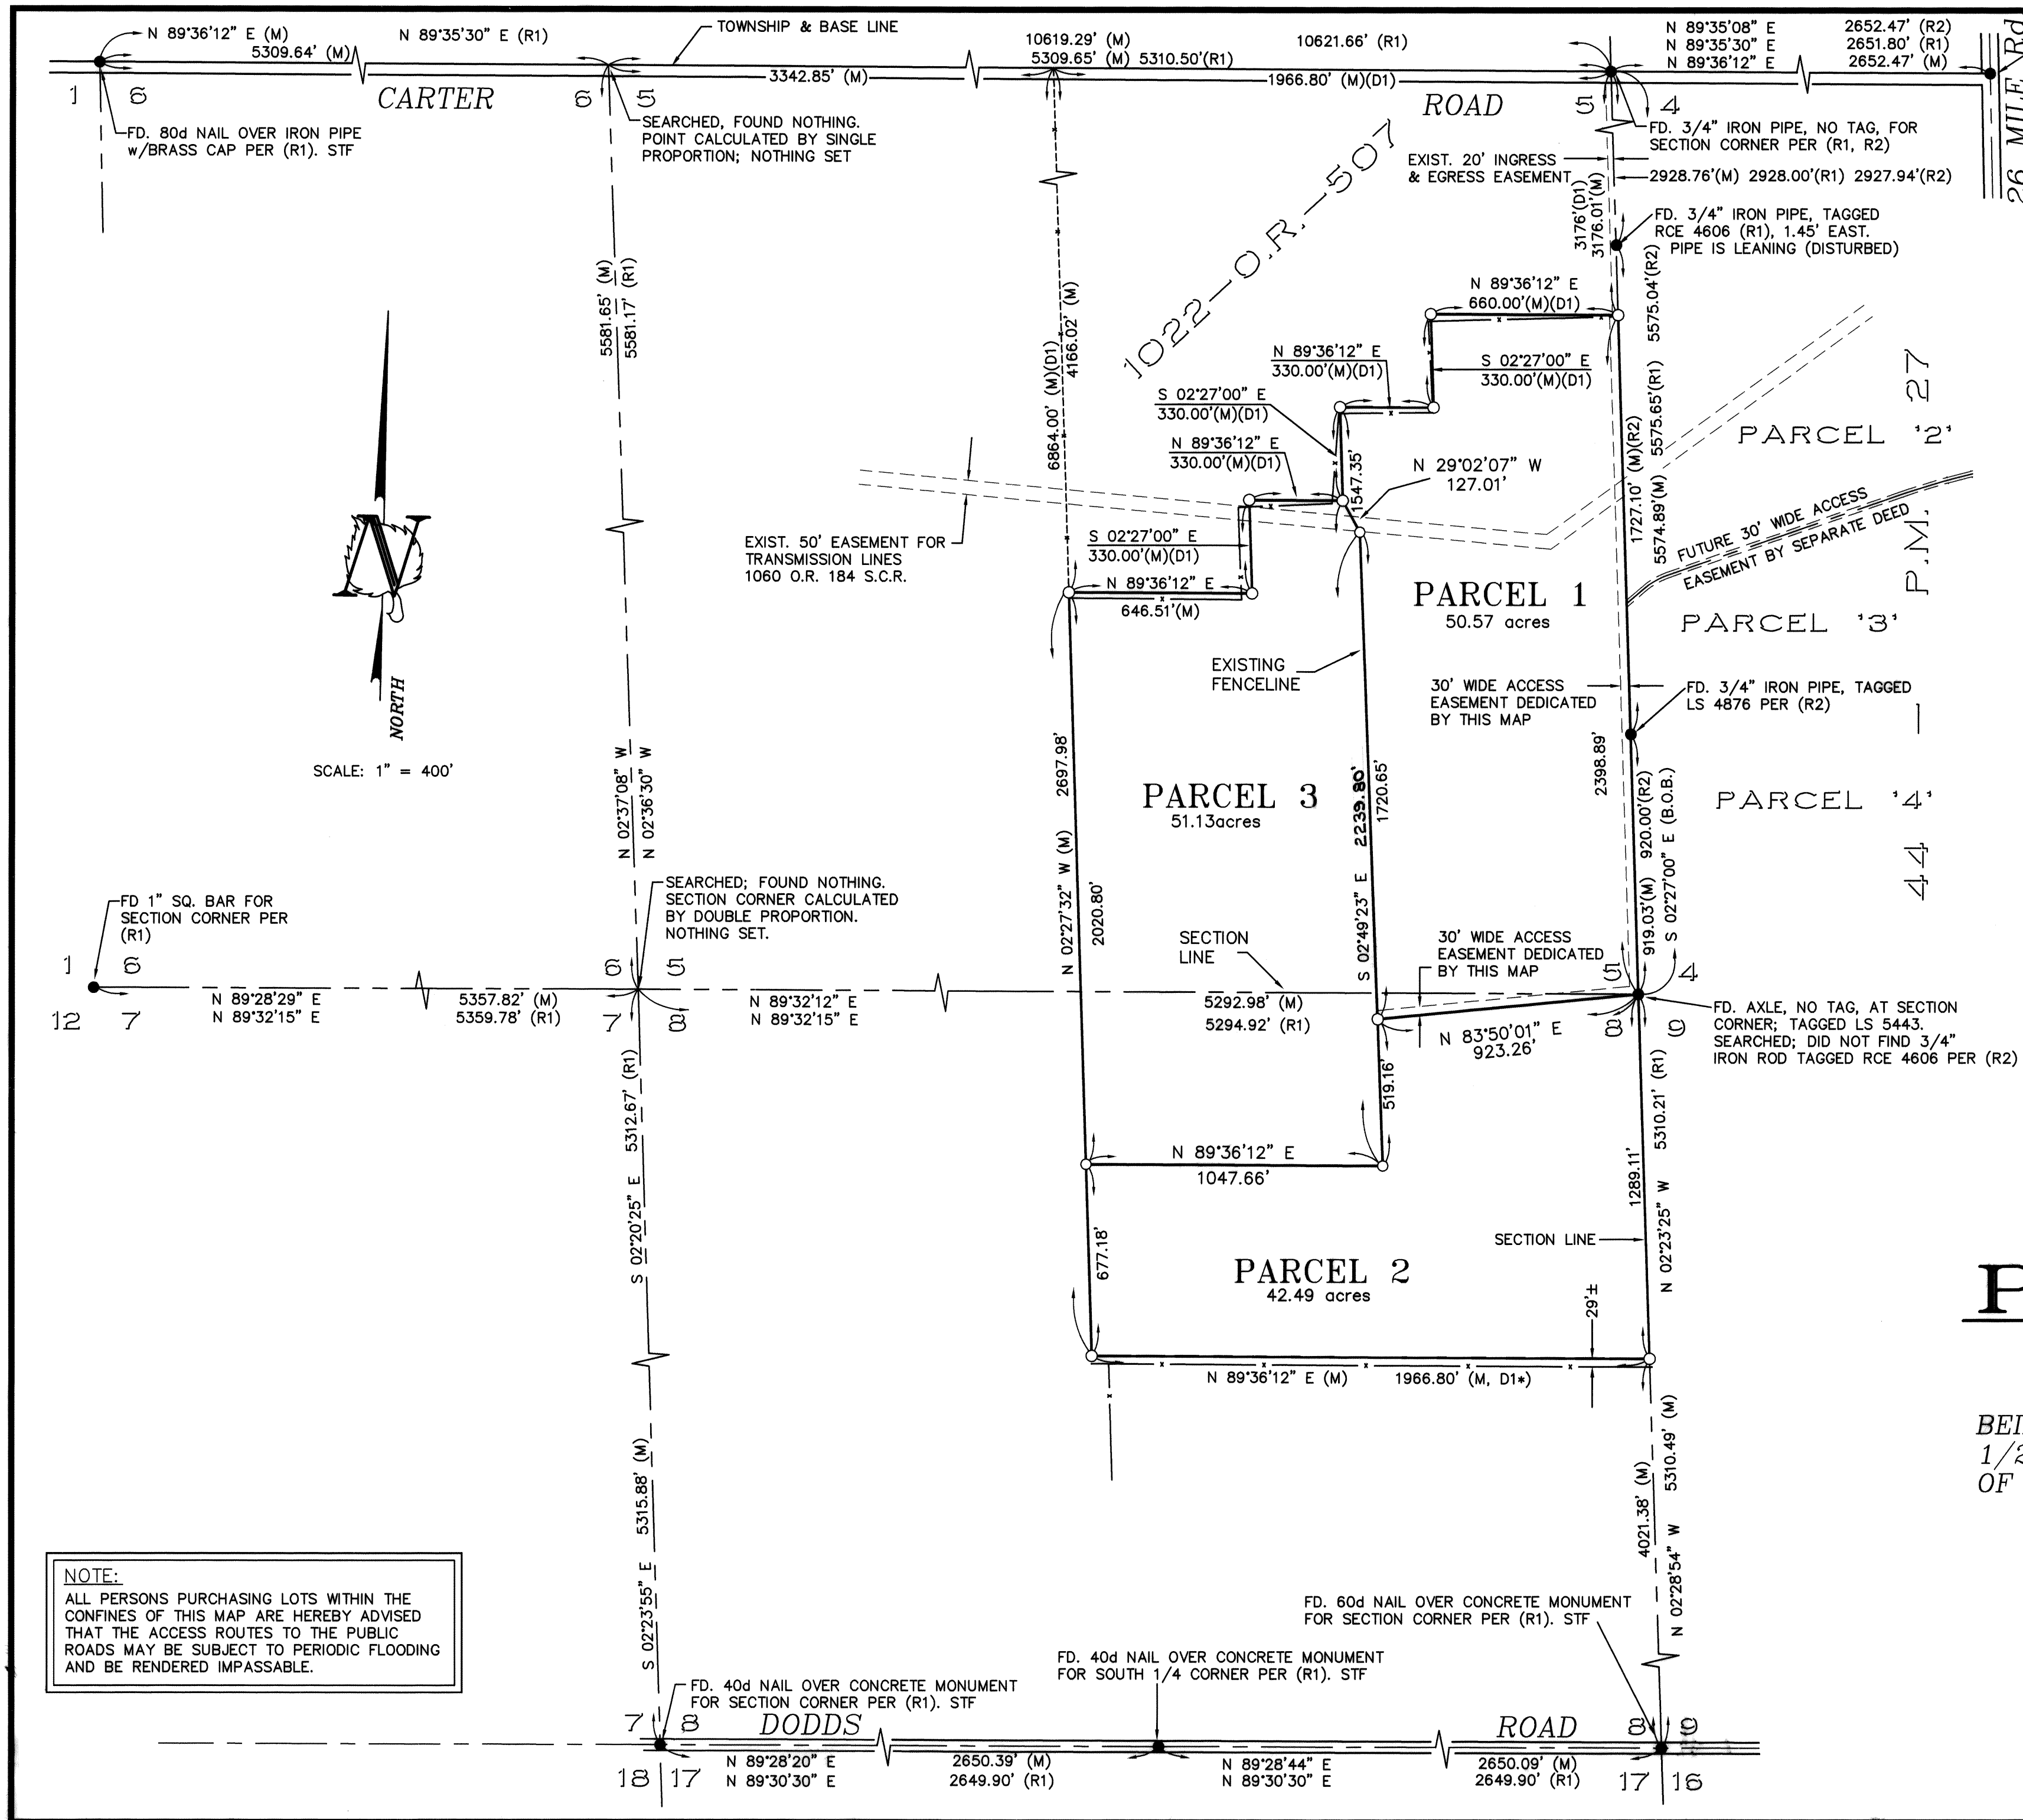 N 89°36'12" E (M)
5309.64' (M)
N 89°35'30" E (R1)
TOWNSHIP & BASE LINE
10619.29' (M)
10621.66' (R1)
5309.65' (M) 5310.50'(R1)
3342.85' (M)
1966.80' (M)(D1)
N 89°35'08" E 2652.47' (R2)
N 89°35'30" E 2651.80' (R1)
N 89°36'12" E 2652.47' (M)
26 MILE Rd
1 6
CARTER
6 5
ROAD
5 4
FD. 80d NAIL OVER IRON PIPE
w/BRASS CAP PER (R1). STF
SEARCHED, FOUND NOTHING.
POINT CALCULATED BY SINGLE
PROPORTION; NOTHING SET
FD. 3/4" IRON PIPE, NO TAG, FOR
SECTION CORNER PER (R1, R2)
EXIST. 20' INGRESS
& EGRESS EASEMENT
2928.76'(M) 2928.00'(R1) 2927.94'(R2)
3176'(D1)
3176.01'(M)
FD. 3/4" IRON PIPE, TAGGED
RCE 4606 (R1), 1.45' EAST.
PIPE IS LEANING (DISTURBED)
1022-O.R.-507
5581.65' (M)
5581.17' (R1)
6864.00' (M)(D1)
4166.02' (M)
N 89°36'12" E
660.00'(M)(D1)
N 89°36'12" E
330.00'(M)(D1)
S 02°27'00" E
330.00'(M)(D1)
S 02°27'00" E
330.00'(M)(D1)
N 89°36'12" E
330.00'(M)(D1)
1547.35'
N 29°02'07" W
127.01'
1727.10' (M)(R2)
5574.89'(M) 5575.65'(R1) 5575.04'(R2)
PARCEL '2'
P.M. 27
FUTURE 30' WIDE ACCESS
EASEMENT BY SEPARATE DEED
EXIST. 50' EASEMENT FOR
TRANSMISSION LINES
1060 O.R. 184 S.C.R.
S 02°27'00" E
330.00'(M)(D1)
N 89°36'12" E
646.51'(M)
PARCEL 1
50.57 acres
PARCEL '3'
EXISTING
FENCELINE
30' WIDE ACCESS
EASEMENT DEDICATED
BY THIS MAP
FD. 3/4" IRON PIPE, TAGGED
LS 4876 PER (R2)
N
NORTH
SCALE: 1" = 400'
N 02°37'08" W
N 02°36'30" W
2697.98'
PARCEL 3
51.13acres
2239.80'
1720.65'
S 02°49'23" E
2398.89'
919.03'(M) 920.00'(R2)
S 02°27'00" E (B.O.B.)
PARCEL '4'
44
N 02°27'32" W (M)
2020.80'
FD 1" SQ. BAR FOR
SECTION CORNER PER
(R1)
SEARCHED; FOUND NOTHING.
SECTION CORNER CALCULATED
BY DOUBLE PROPORTION.
NOTHING SET.
SECTION
LINE
30' WIDE ACCESS
EASEMENT DEDICATED
BY THIS MAP
1 6
12 7
6 5
7 8
5 4
8 9
N 89°28'29" E 5357.82' (M)
N 89°32'15" E 5359.78' (R1)
N 89°32'12" E
N 89°32'15" E
5292.98' (M)
5294.92' (R1)
N 83°50'01" E
923.26'
FD. AXLE, NO TAG, AT SECTION
CORNER; TAGGED LS 5443.
SEARCHED; DID NOT FIND 3/4"
IRON ROD TAGGED RCE 4606 PER (R2)
S 02°20'25" E 5312.67' (R1)
519.16'
N 89°36'12" E
1047.66'
1289.11'
N 02°23'25" W 5310.21' (R1)
677.18'
PARCEL 2
42.49 acres
SECTION LINE
29'±
N 89°36'12" E (M) 1966.80' (M, D1*)
P
BEI
1/2
OF
S 02°23'55" E 5315.88' (M)
4021.38' (M)
N 02°28'54" W 5310.49' (M)
NOTE:
ALL PERSONS PURCHASING LOTS WITHIN THE
CONFINES OF THIS MAP ARE HEREBY ADVISED
THAT THE ACCESS ROUTES TO THE PUBLIC
ROADS MAY BE SUBJECT TO PERIODIC FLOODING
AND BE RENDERED IMPASSABLE.
FD. 60d NAIL OVER CONCRETE MONUMENT
FOR SECTION CORNER PER (R1). STF
FD. 40d NAIL OVER CONCRETE MONUMENT
FOR SOUTH 1/4 CORNER PER (R1). STF
FD. 40d NAIL OVER CONCRETE MONUMENT
FOR SECTION CORNER PER (R1). STF
7 8
DODDS
ROAD
8 9
18 17
N 89°28'20" E 2650.39' (M)
N 89°30'30" E 2649.90' (R1)
N 89°28'44" E 2650.09' (M)
N 89°30'30" E 2649.90' (R1)
17 16